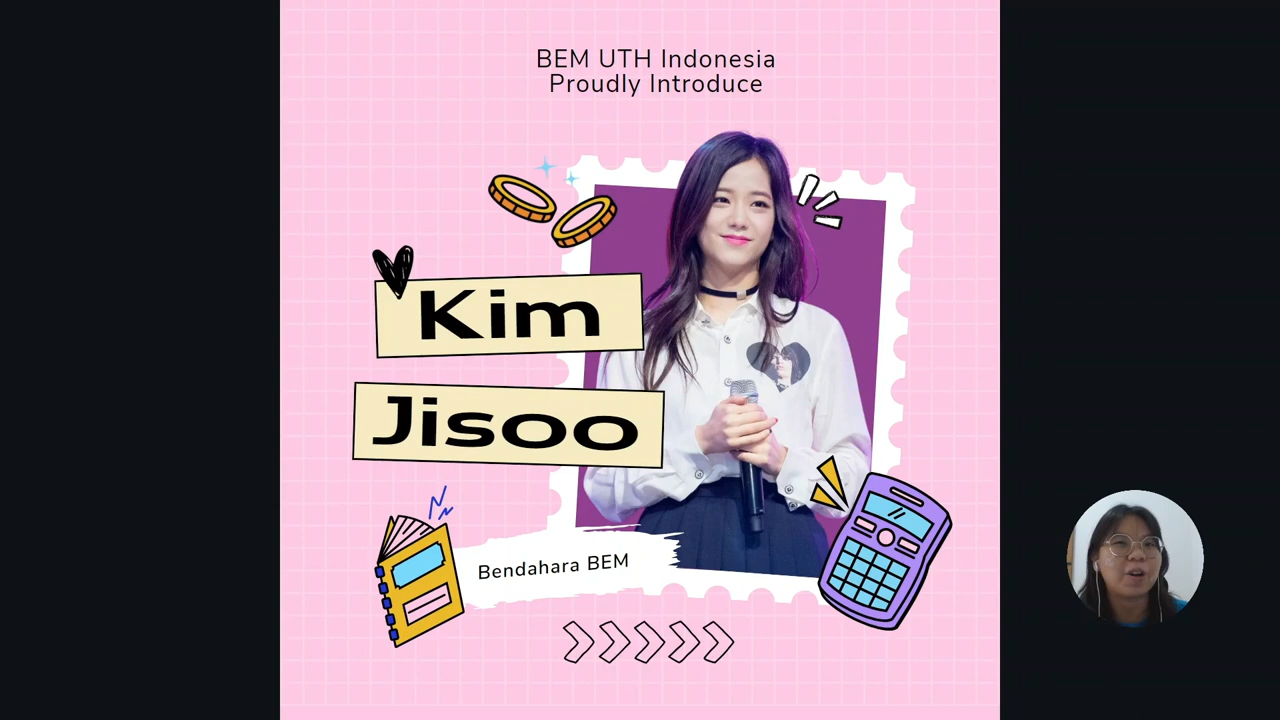 BEM UTH Indonesia
Proudly Introduce
Kim
Jisoo
Bendahara BEM